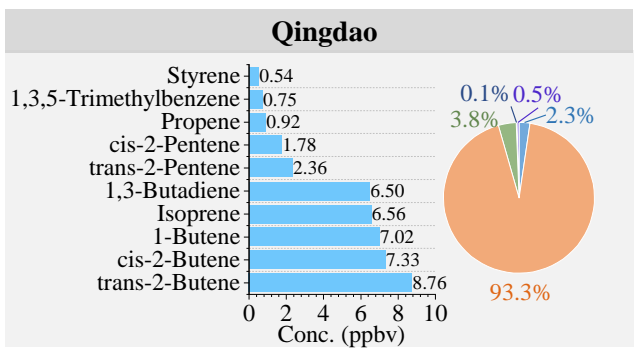 Qingdao
Styrene 0.54
1,3,5-Trimethylbenzene 0.75
Propene 0.92
cis-2-Pentene 1.78
trans-2-Pentene 2.36
1,3-Butadiene 6.50
Isoprene 6.56
1-Butene 7.02
cis-2-Butene 7.33
trans-2-Butene 8.76
0 2 4 6 8 10
Conc. (ppbv)
0.1% 0.5%
3.8% 2.3%
93.3%